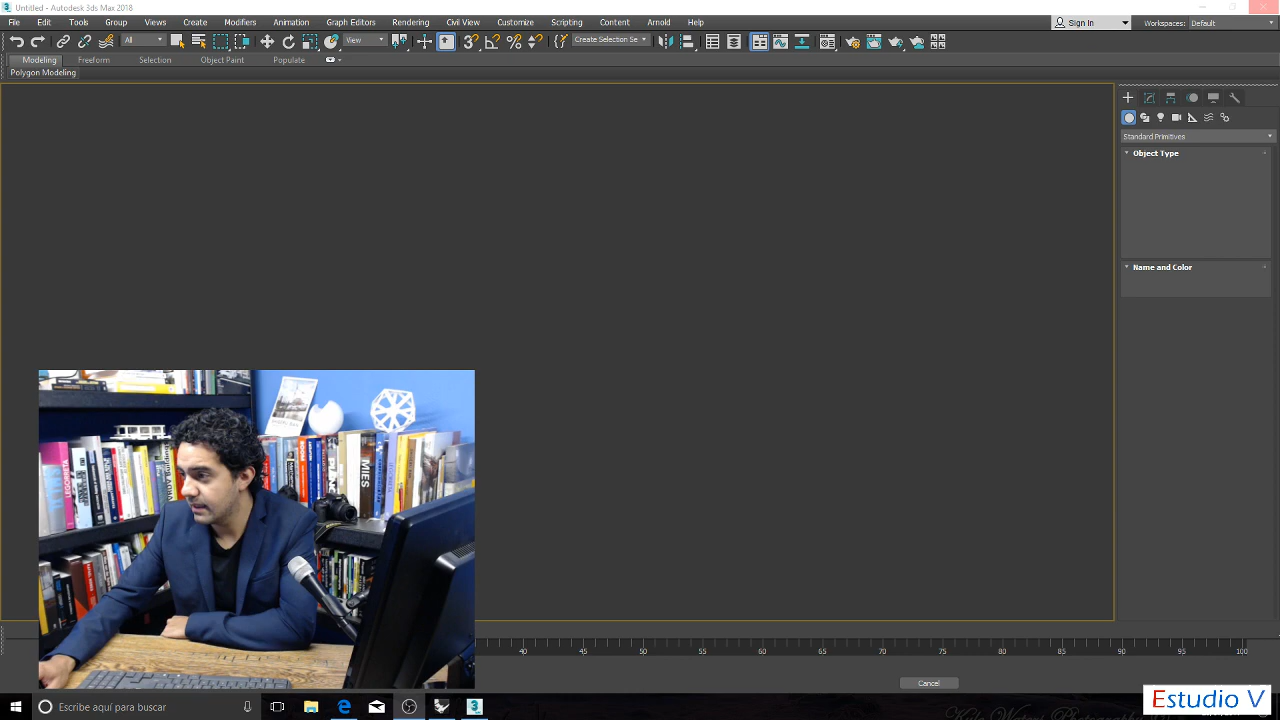 Untitled - Autodesk 3ds Max 2018
File Edit Tools Group Views Create Modifiers Animation Graph Editors Rendering Civil View Customize Scripting Content Arnold Help
Sign In Workspaces: Default
All View Create Selection Se
Modeling Freeform Selection Object Paint Populate
Polygon Modeling
Standard Primitives
Object Type
Name and Color
LEGORRETA
MIES
40 45 50 55 60 65 70 75 80 85 90 95 100
Cancel
Estudio V
Escribe aquí para buscar